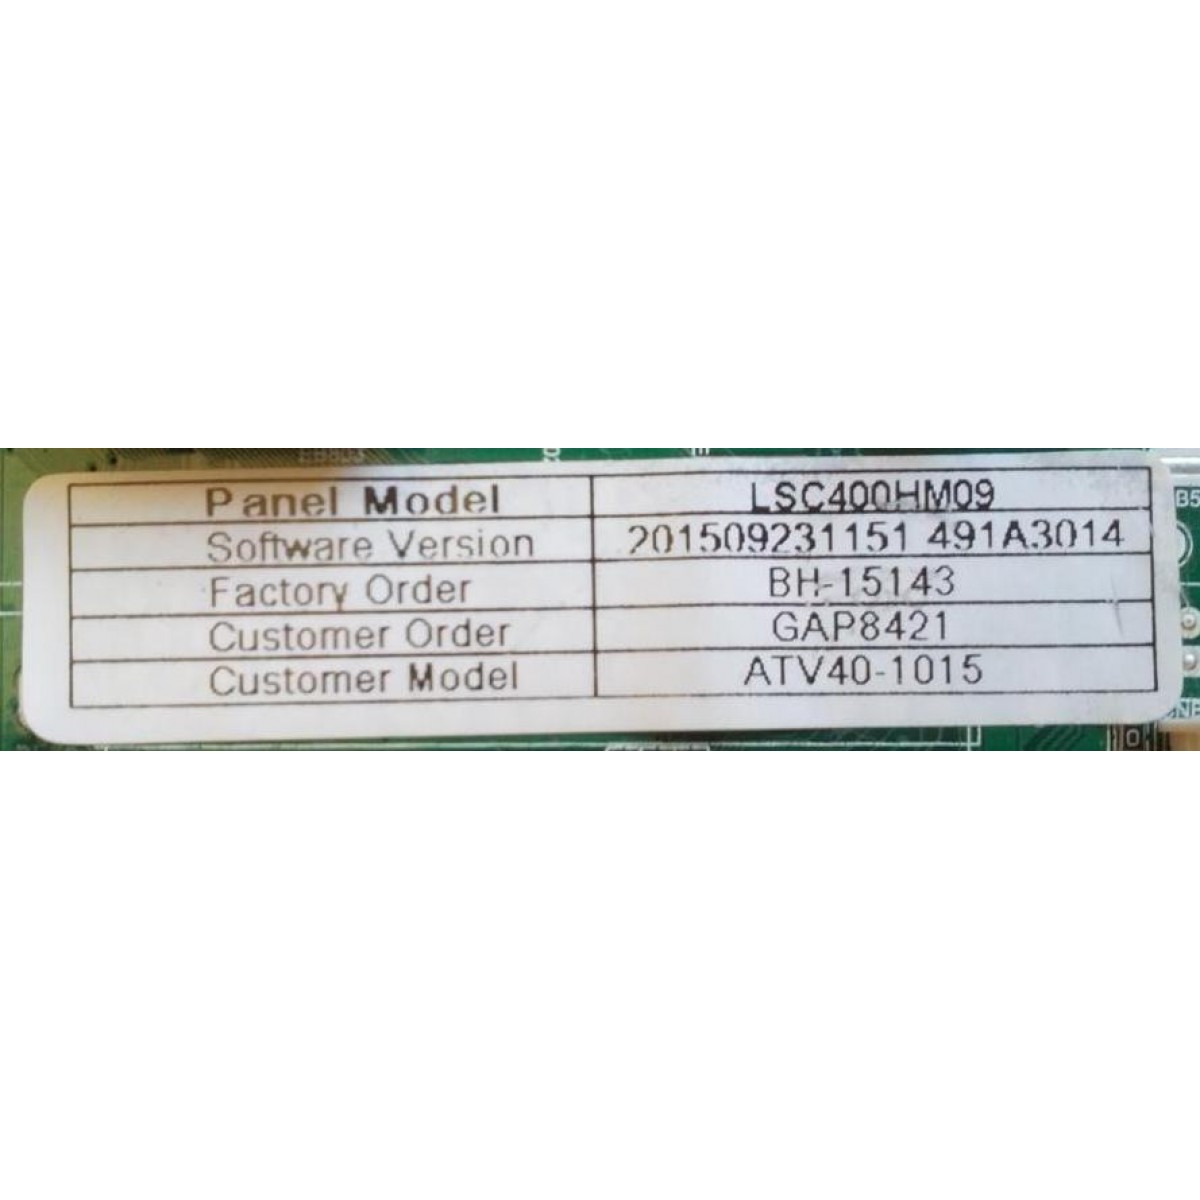 Panel Model LSC400HM09
Software Version 201509231151 491A3014
Factory Order BH-15143
Customer Order GAP8421
Customer Model ATV40-1015